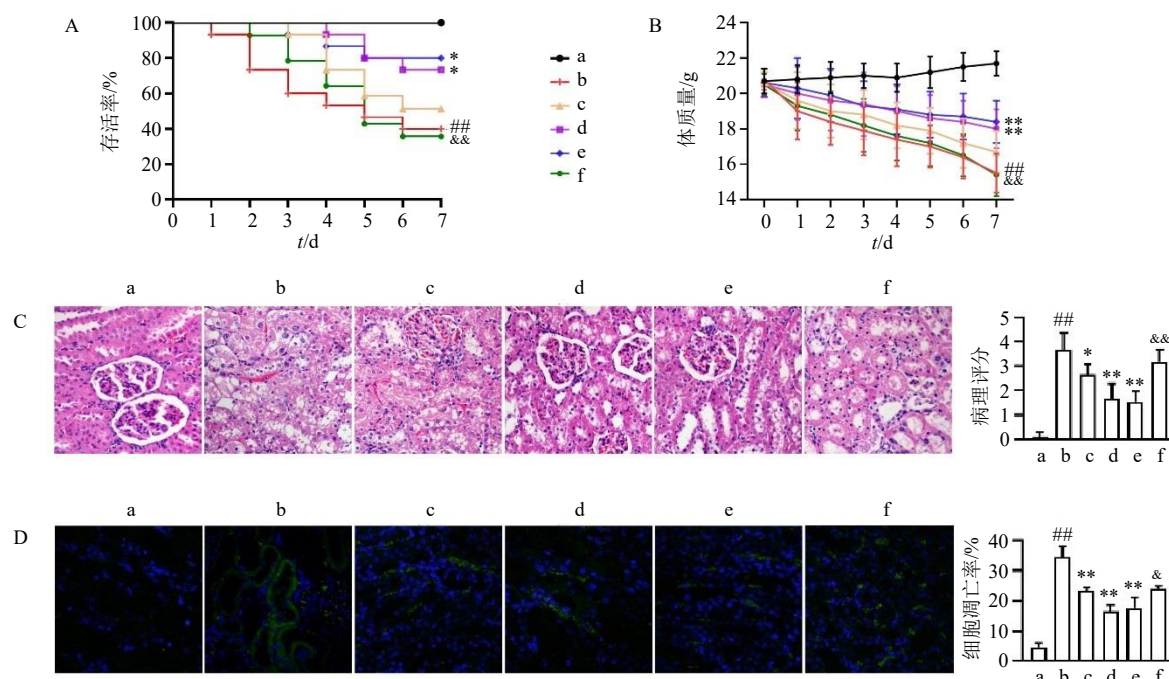 A
存活率/%
100
80
60
40
20
0
0 1 2 3 4 5 6 7
t/d
*
*
##
&&
a
b
c
d
e
f
B
体质量/g
24
22
20
18
16
14
0 1 2 3 4 5 6 7
t/d
**
**
##
&&
C
a b c d e f
病理评分
5
4
3
2
1
0
## * ** ** &&
a b c d e f
D
a b c d e f
细胞凋亡率/%
40
30
20
10
0
## ** ** ** &
a b c d e f